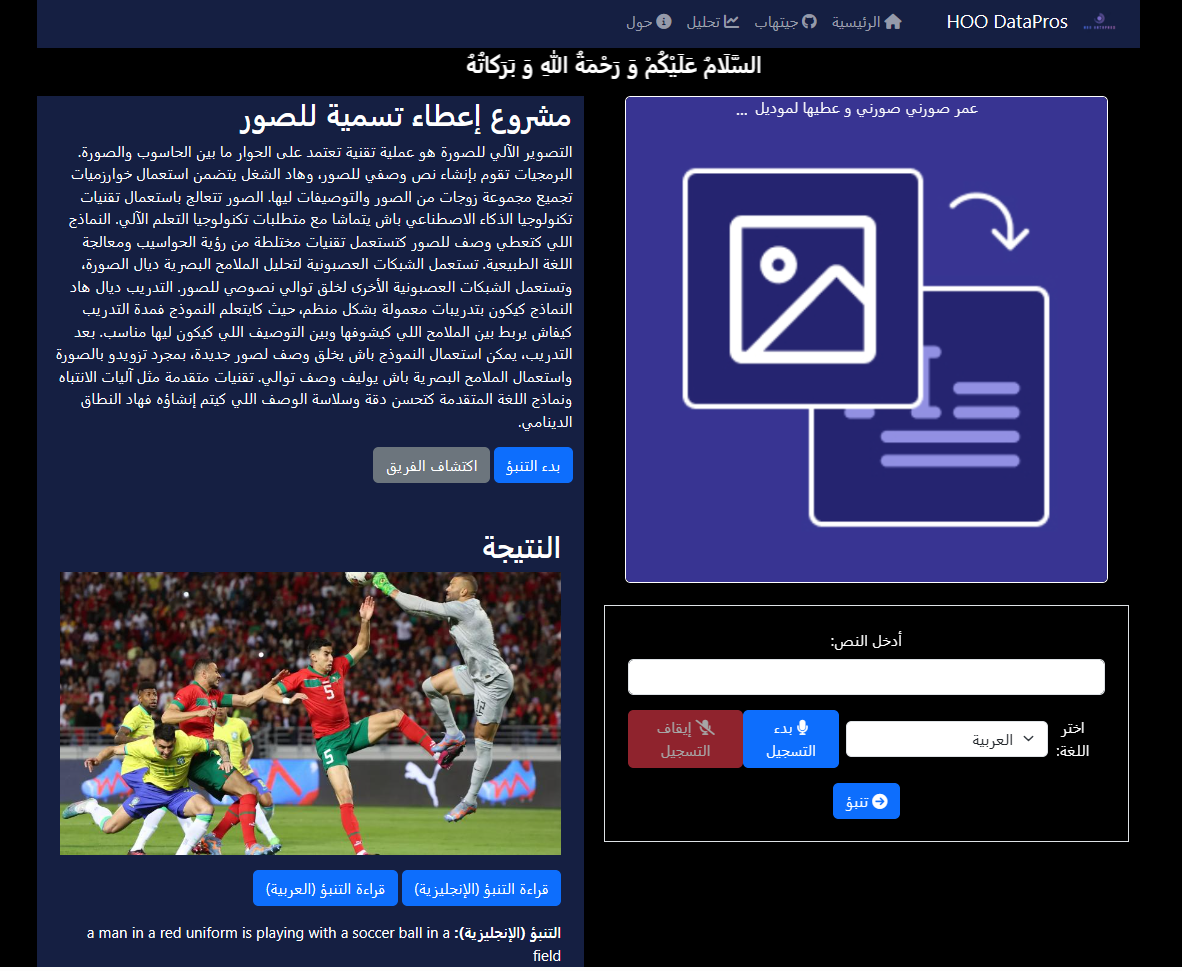 HOO DataPros
الرئيسية
جيتهاب
تحليل
حول
السَّلَامُ عَلَيْكُمْ وَ رَحْمَةُ اللهِ وَ بَرَكاتُهُ
عمر صورني صورني و عطيها لموديل ...
أدخل النص:
اختر
اللغة:
العربية
بدء
التسجيل
إيقاف
التسجيل
تنبؤ
مشروع إعطاء تسمية للصور
التصوير الآلي للصورة هو عملية تقنية تعتمد على الحوار ما بين الحاسوب والصورة.
البرمجيات تقوم بإنشاء نص وصفي للصور، وهاد الشغل يتضمن استعمال خوارزميات
تجميع مجموعة زوجات من الصور والتوصيفات ليها. الصور تتعالج باستعمال تقنيات
تكنولوجيا الذكاء الاصطناعي باش يتماشا مع متطلبات تكنولوجيا التعلم الآلي. النماذج
اللي كتعطي وصف للصور كتستعمل تقنيات مختلطة من رؤية الحواسيب ومعالجة
اللغة الطبيعية. تستعمل الشبكات العصبونية لتحليل الملامح البصرية ديال الصورة،
وتستعمل الشبكات العصبونية الأخرى لخلق توالي نصوصي للصور. التدريب ديال هاد
النماذج كيكون بتدريبات معمولة بشكل منظم، حيث كايتعلم النموذج فمدة التدريب
كيفاش يربط بين الملامح اللي كيشوفها وبين التوصيف اللي كيكون ليها مناسب. بعد
التدريب، يمكن استعمال النموذج باش يخلق وصف لصور جديدة، بمجرد تزويدو بالصورة
واستعمال الملامح البصرية باش يوليف وصف توالي. تقنيات متقدمة مثل آليات الانتباه
ونماذج اللغة المتقدمة كتحسن دقة وسلاسة الوصف اللي كيتم إنشاؤه فهاد النطاق
الدينامي.
بدء التنبؤ
اكتشاف الفريق
النتيجة
5
5
قراءة التنبؤ (الإنجليزية)
قراءة التنبؤ (العربية)
التنبؤ (الإنجليزية): a man in a red uniform is playing with a soccer ball in a
field